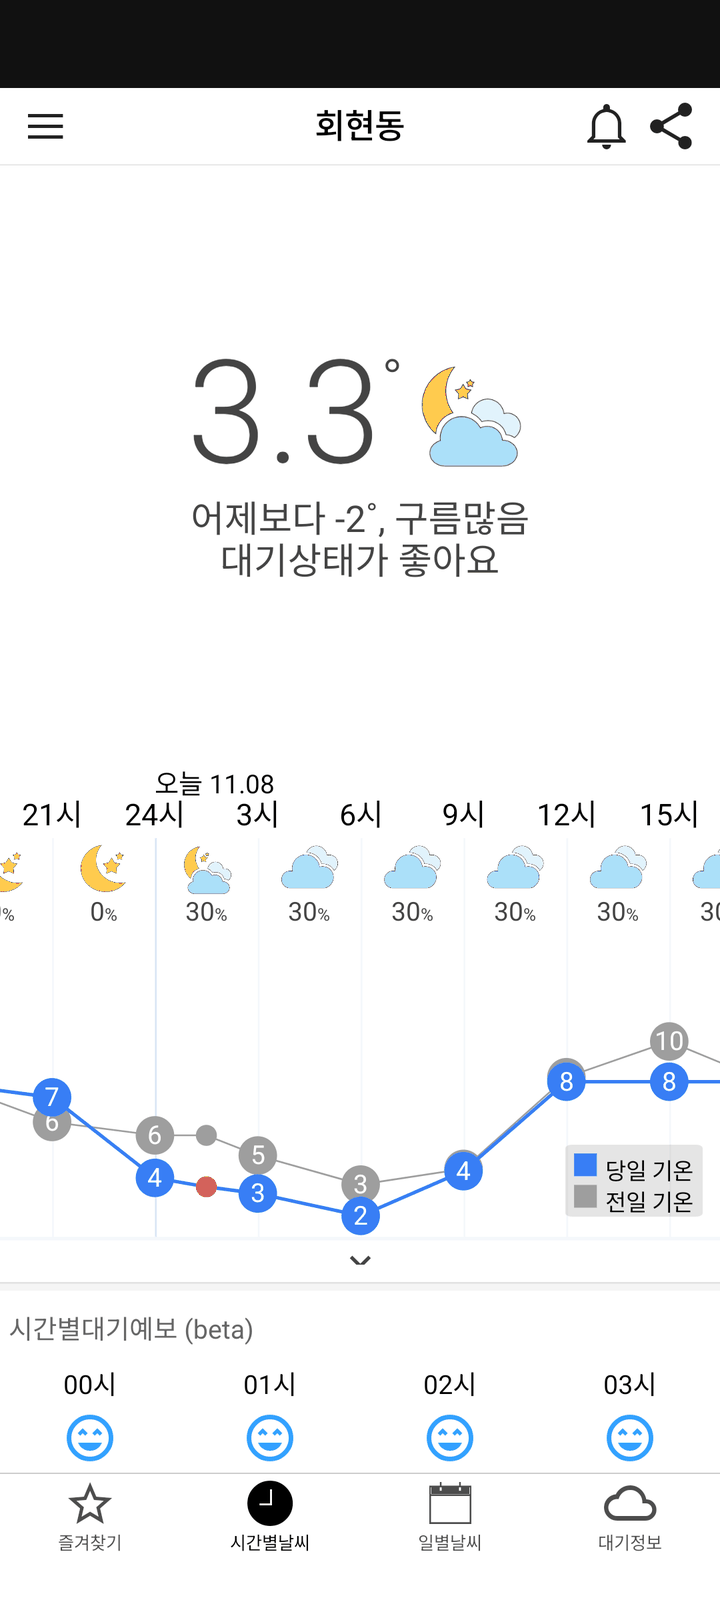 회현동
3.3°
어제보다 -2°, 구름많음
대기상태가 좋아요
오늘 11.08
21시 24시 3시 6시 9시 12시 15시
% 0% 30% 30% 30% 30% 30% 30
10
7 6 6 5 3 8 8
4 3 2 4
당일 기온
전일 기온
시간별대기예보 (beta)
00시 01시 02시 03시
즐겨찾기 시간별날씨 일별날씨 대기정보